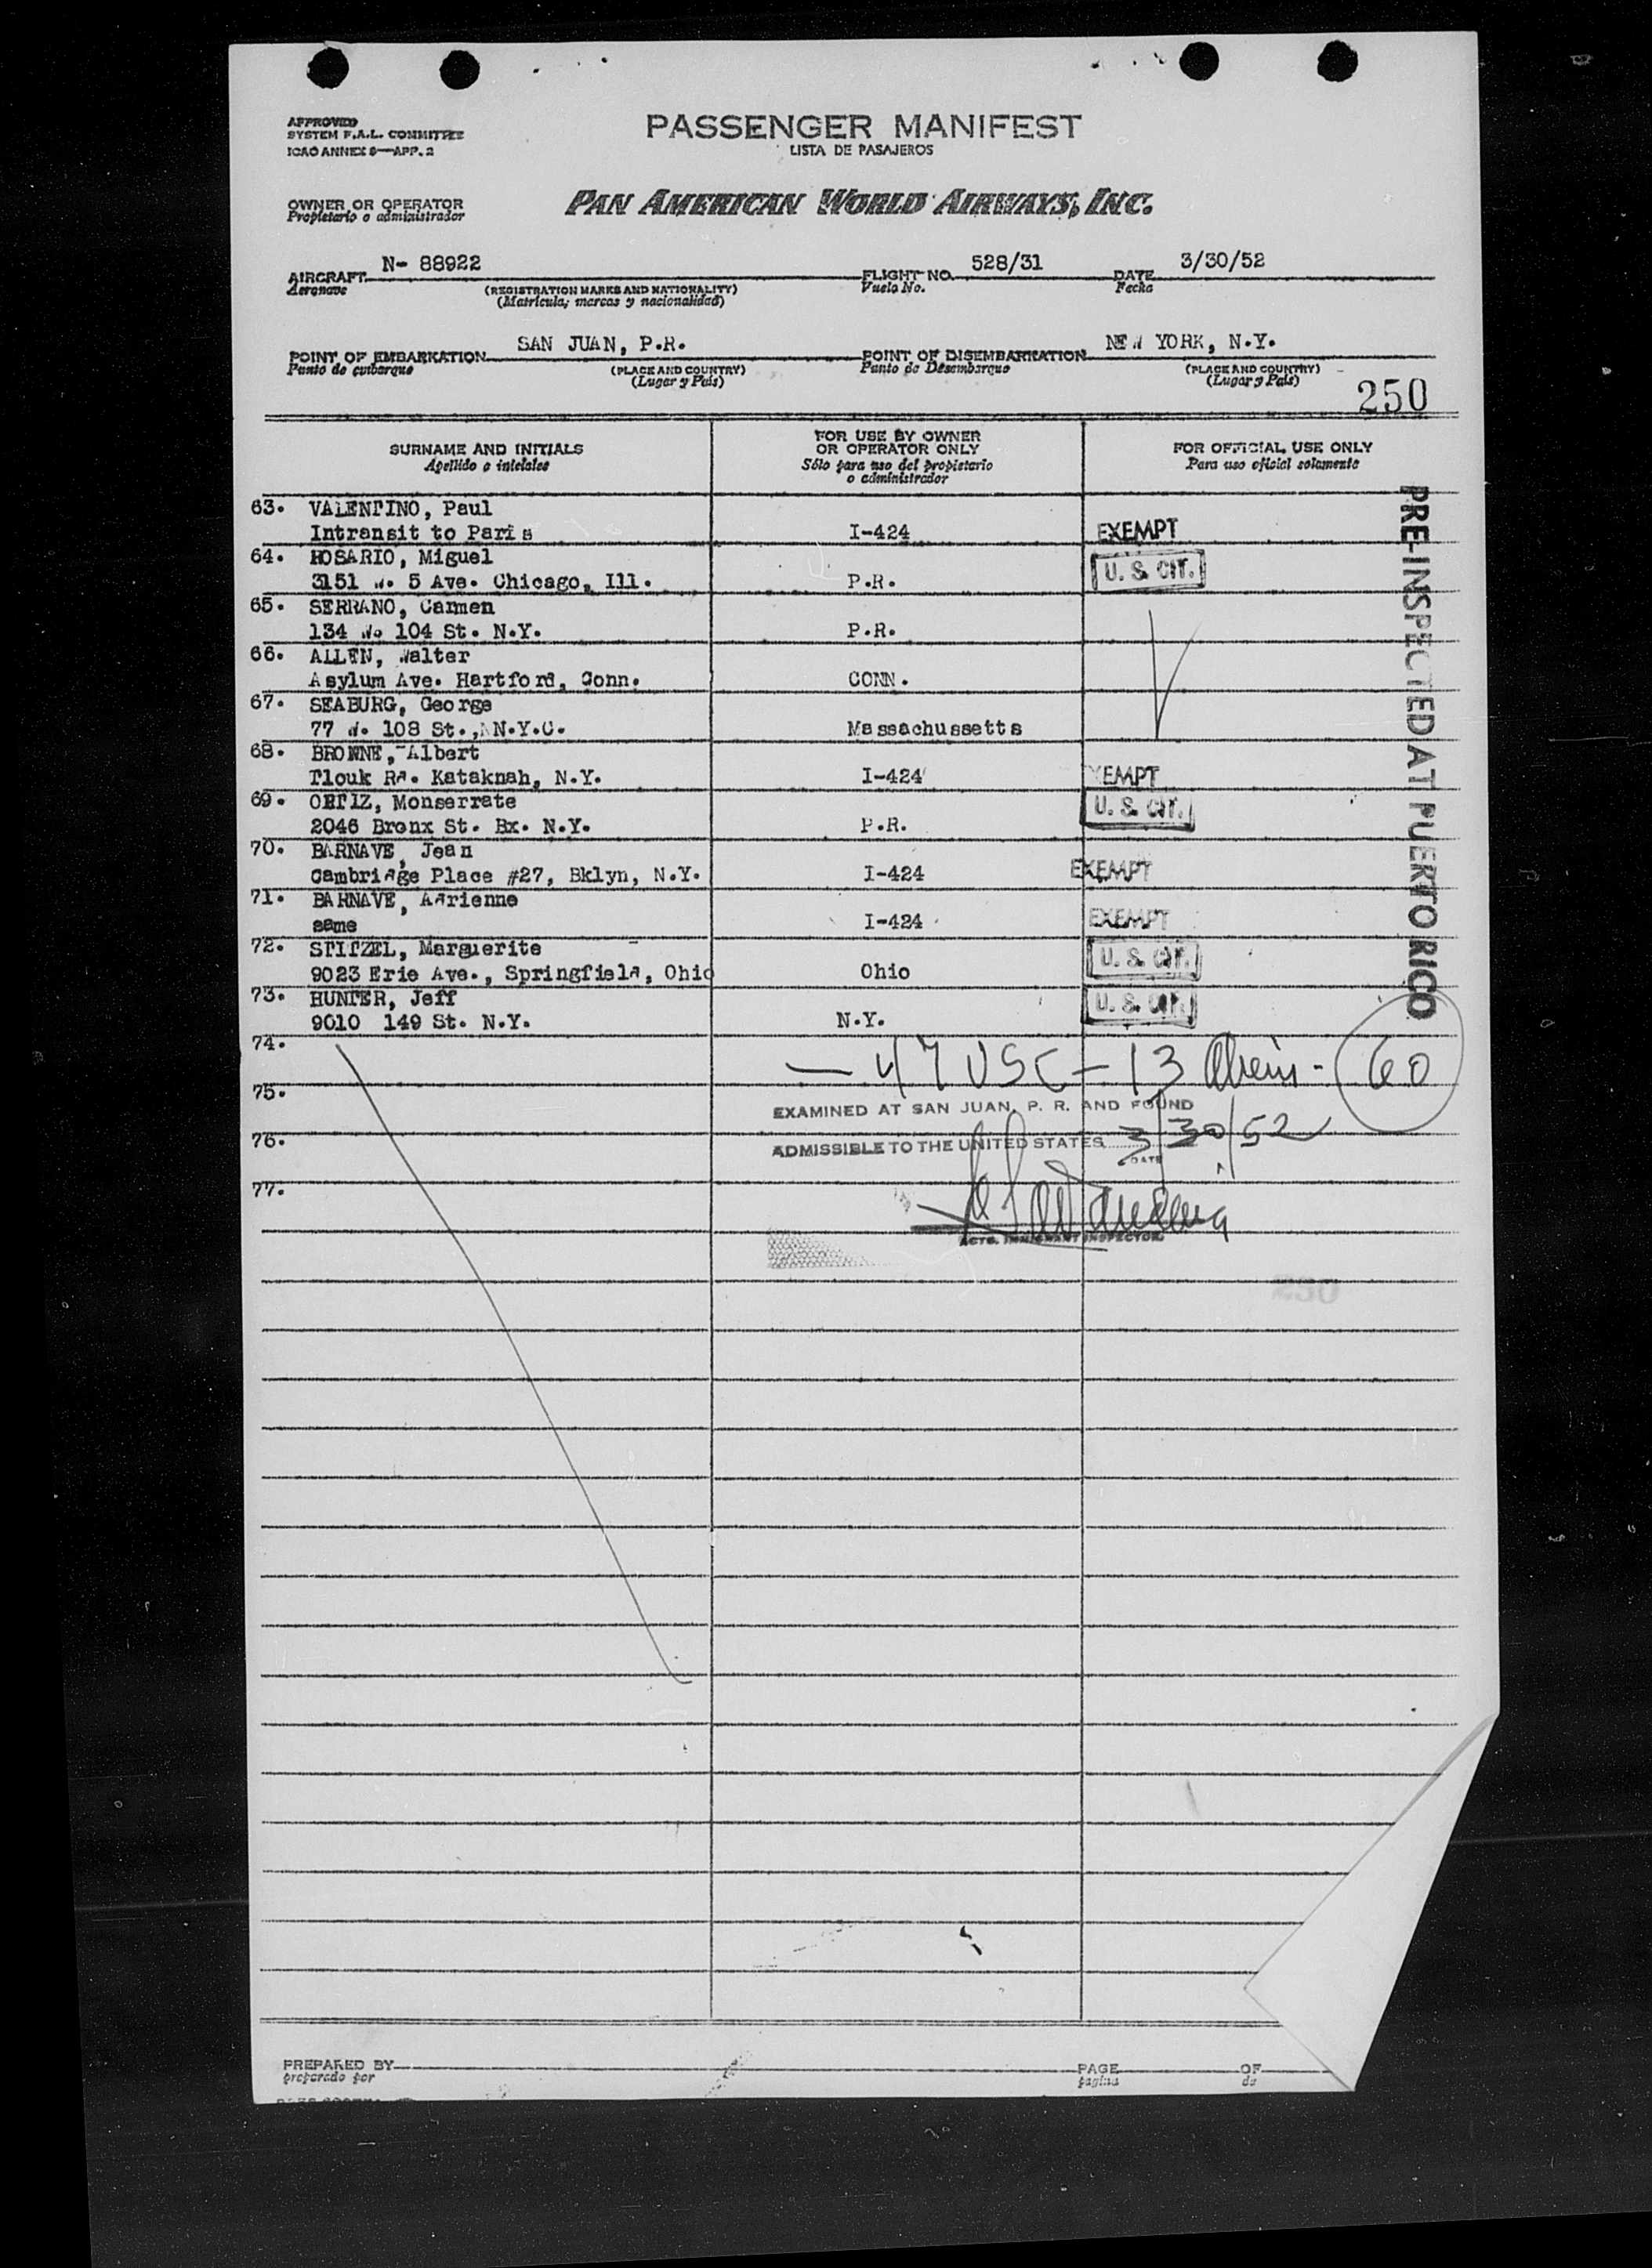 APPROVED
SYSTEM F.A.L. COMMITTEE
ICAO ANNEX 9—APP. 2
PASSENGER MANIFEST
LISTA DE PASAJEROS
OWNER OR OPERATOR
Propietario o administrador
PAN AMERICAN WORLD AIRWAYS, INC.
AIRCRAFT N- 88922 FLIGHT NO. 528/31 DATE 3/30/52
Aeronave (REGISTRATION MARKS AND NATIONALITY) Vuelo No. Fecha
(Matricula; marcas y nacionalidad)
POINT OF EMBARKATION SAN JUAN, P.R. POINT OF DISEMBARKATION NEW YORK, N.Y.
Punto de embarque (PLACE AND COUNTRY) Punto de Desembarque (PLACE AND COUNTRY)
(Lugar y País) (Lugar y País)
250
SURNAME AND INITIALS
Apellido e iniciales
FOR USE BY OWNER
OR OPERATOR ONLY
Sólo para uso del propietario
o administrador
FOR OFFICIAL USE ONLY
Para uso oficial solamente
PRE-INSPECTED AT PUERTO RICO
63. VALENTINO, Paul
Intransit to Paris I-424 EXEMPT
64. ROSARIO, Miguel
3151 W. 5 Ave. Chicago, Ill. P.R. U. S. CIT.
65. SERRANO, Carmen
134 W. 104 St. N.Y. P.R.
66. ALLEN, Walter
Asylum Ave. Hartford, Conn. CONN.
67. SEABURG, George
77 W. 108 St., N.Y.C. Massachussetts
68. BROWNE, Albert
Tlouk Rd. Kataknah, N.Y. I-424 EXEMPT
69. ORTIZ, Monserrate
2046 Bronx St. Bx. N.Y. P.R. U. S. CIT.
70. BARNAVE, Jean
Cambridge Place #27, Bklyn, N.Y. I-424 EXEMPT
71. BARNAVE, Adrienne
same I-424 EXEMPT
72. SPITZEL, Marguerite
9023 Erie Ave., Springfield, Ohio Ohio U. S. CIT.
73. HUNTER, Jeff
9010 149 St. N.Y. N.Y. U. S. CIT.
74. — 47 USC — 13 Aliens - 60
75.
EXAMINED AT SAN JUAN, P. R. AND FOUND
76. ADMISSIBLE TO THE UNITED STATES 3/30/52
DATE
77.
ACTG. IMMIGRANT INSPECTOR
PREPARED BY PAGE OF
preparado por página de